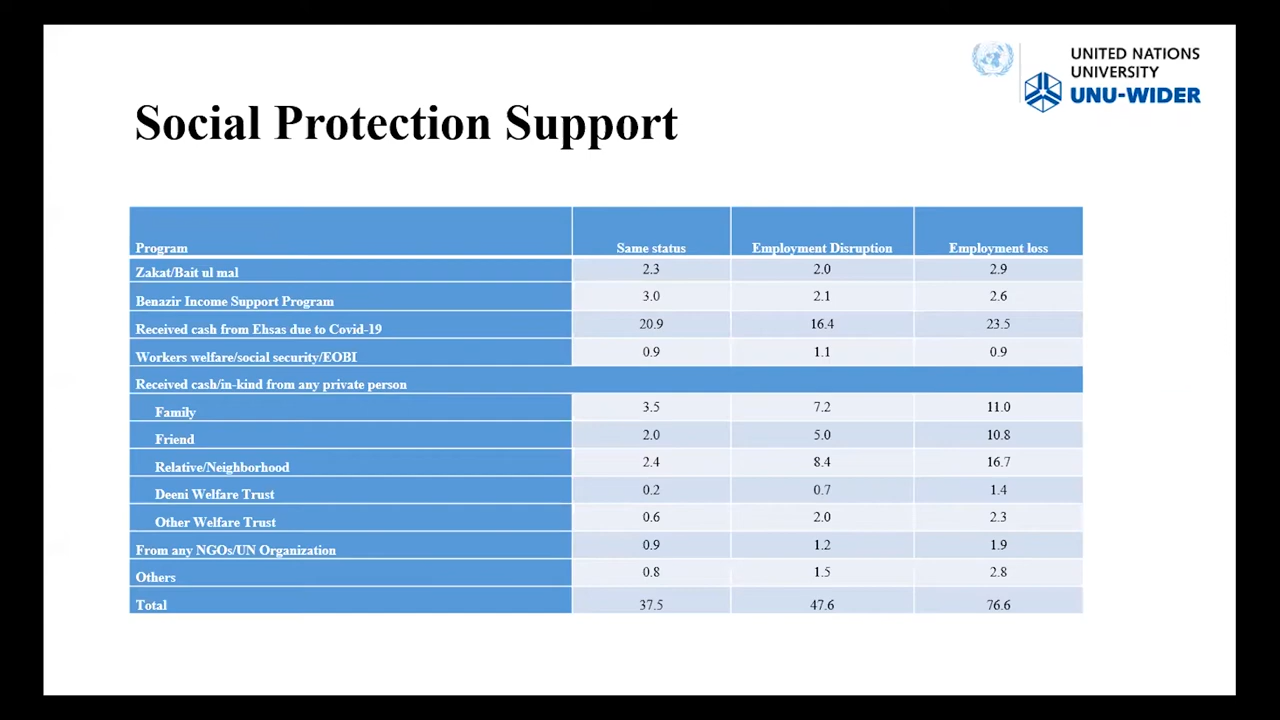 UNITED NATIONS
UNIVERSITY
UNU-WIDER
Social Protection Support
Program Same status Employment Disruption Employment loss
Zakat/Bait ul mal 2.3 2.0 2.9
Benazir Income Support Program 3.0 2.1 2.6
Received cash from Ehsas due to Covid-19 20.9 16.4 23.5
Workers welfare/social security/EOBI 0.9 1.1 0.9
Received cash/in-kind from any private person
Family 3.5 7.2 11.0
Friend 2.0 5.0 10.8
Relative/Neighborhood 2.4 8.4 16.7
Deeni Welfare Trust 0.2 0.7 1.4
Other Welfare Trust 0.6 2.0 2.3
From any NGOs/UN Organization 0.9 1.2 1.9
Others 0.8 1.5 2.8
Total 37.5 47.6 76.6